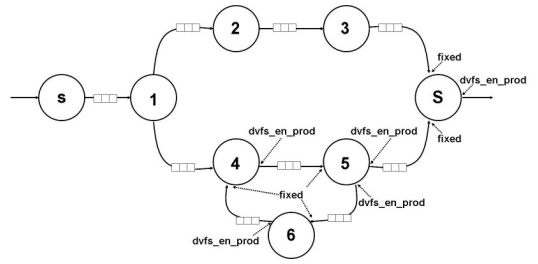 2
3
fixed
dvfs_en_prod
s
1
S
fixed
dvfs_en_prod
dvfs_en_prod
4
5
fixed
dvfs_en_prod
dvfs_en_prod
6